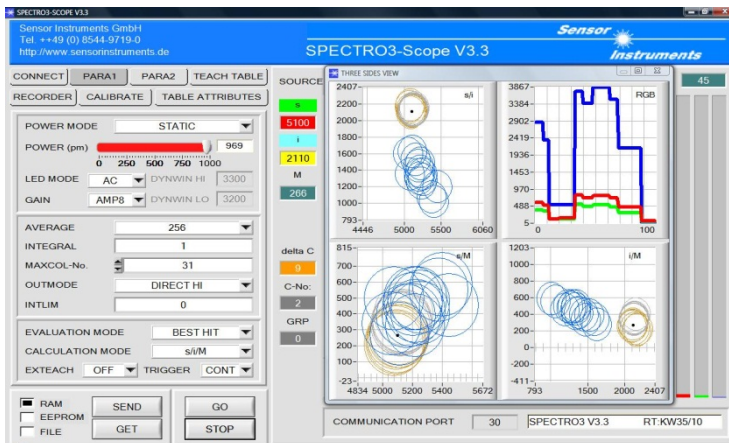 SPECTRO3-SCOPE V3.3
Sensor Instruments GmbH
Tel. ++49 (0) 8544-9719-0
http://www.sensorinstruments.de
SPECTRO3-Scope V3.3
Sensor
Instruments
CONNECT PARA1 PARA2 TEACH TABLE
RECORDER CALIBRATE TABLE ATTRIBUTES
POWER MODE STATIC
POWER (pm) 969
0 250 500 750 1000
LED MODE AC DYNWIN HI 3300
GAIN AMP8 DYNWIN LO 3200
AVERAGE 256
INTEGRAL 1
MAXCOL-No. 31
OUTMODE DIRECT HI
INTLIM 0
EVALUATION MODE BEST HIT
CALCULATION MODE s/i/M
EXTEACH OFF TRIGGER CONT
RAM
EEPROM
FILE
SEND GO
GET STOP
SOURCE
s
5100
i
2110
M
266
delta C
9
C-No:
2
GRP
0
45
THREE SIDES VIEW
s/i
2407
2200
2000
1800
1600
1400
1200
1000
793
4446 5000 5500 6060
RGB
3867
3384
2902
2419
1936
1453
970
488
5
0 100
s/M
815
700
600
500
400
300
200
100
-23
4834 5000 5200 5400 5672
i/M
1203
1000
800
600
400
200
0
-200
-411
793 1500 2000 2407
COMMUNICATION PORT 30 SPECTRO3 V3.3 RT:KW35/10